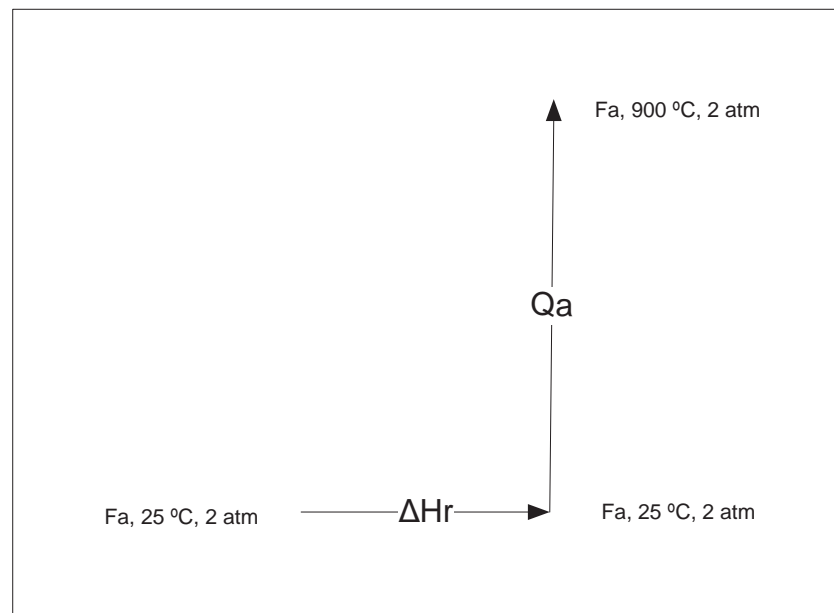 Fa, 900 ºC, 2 atm
Qa
Fa, 25 ºC, 2 atm
ΔHr
Fa, 25 ºC, 2 atm